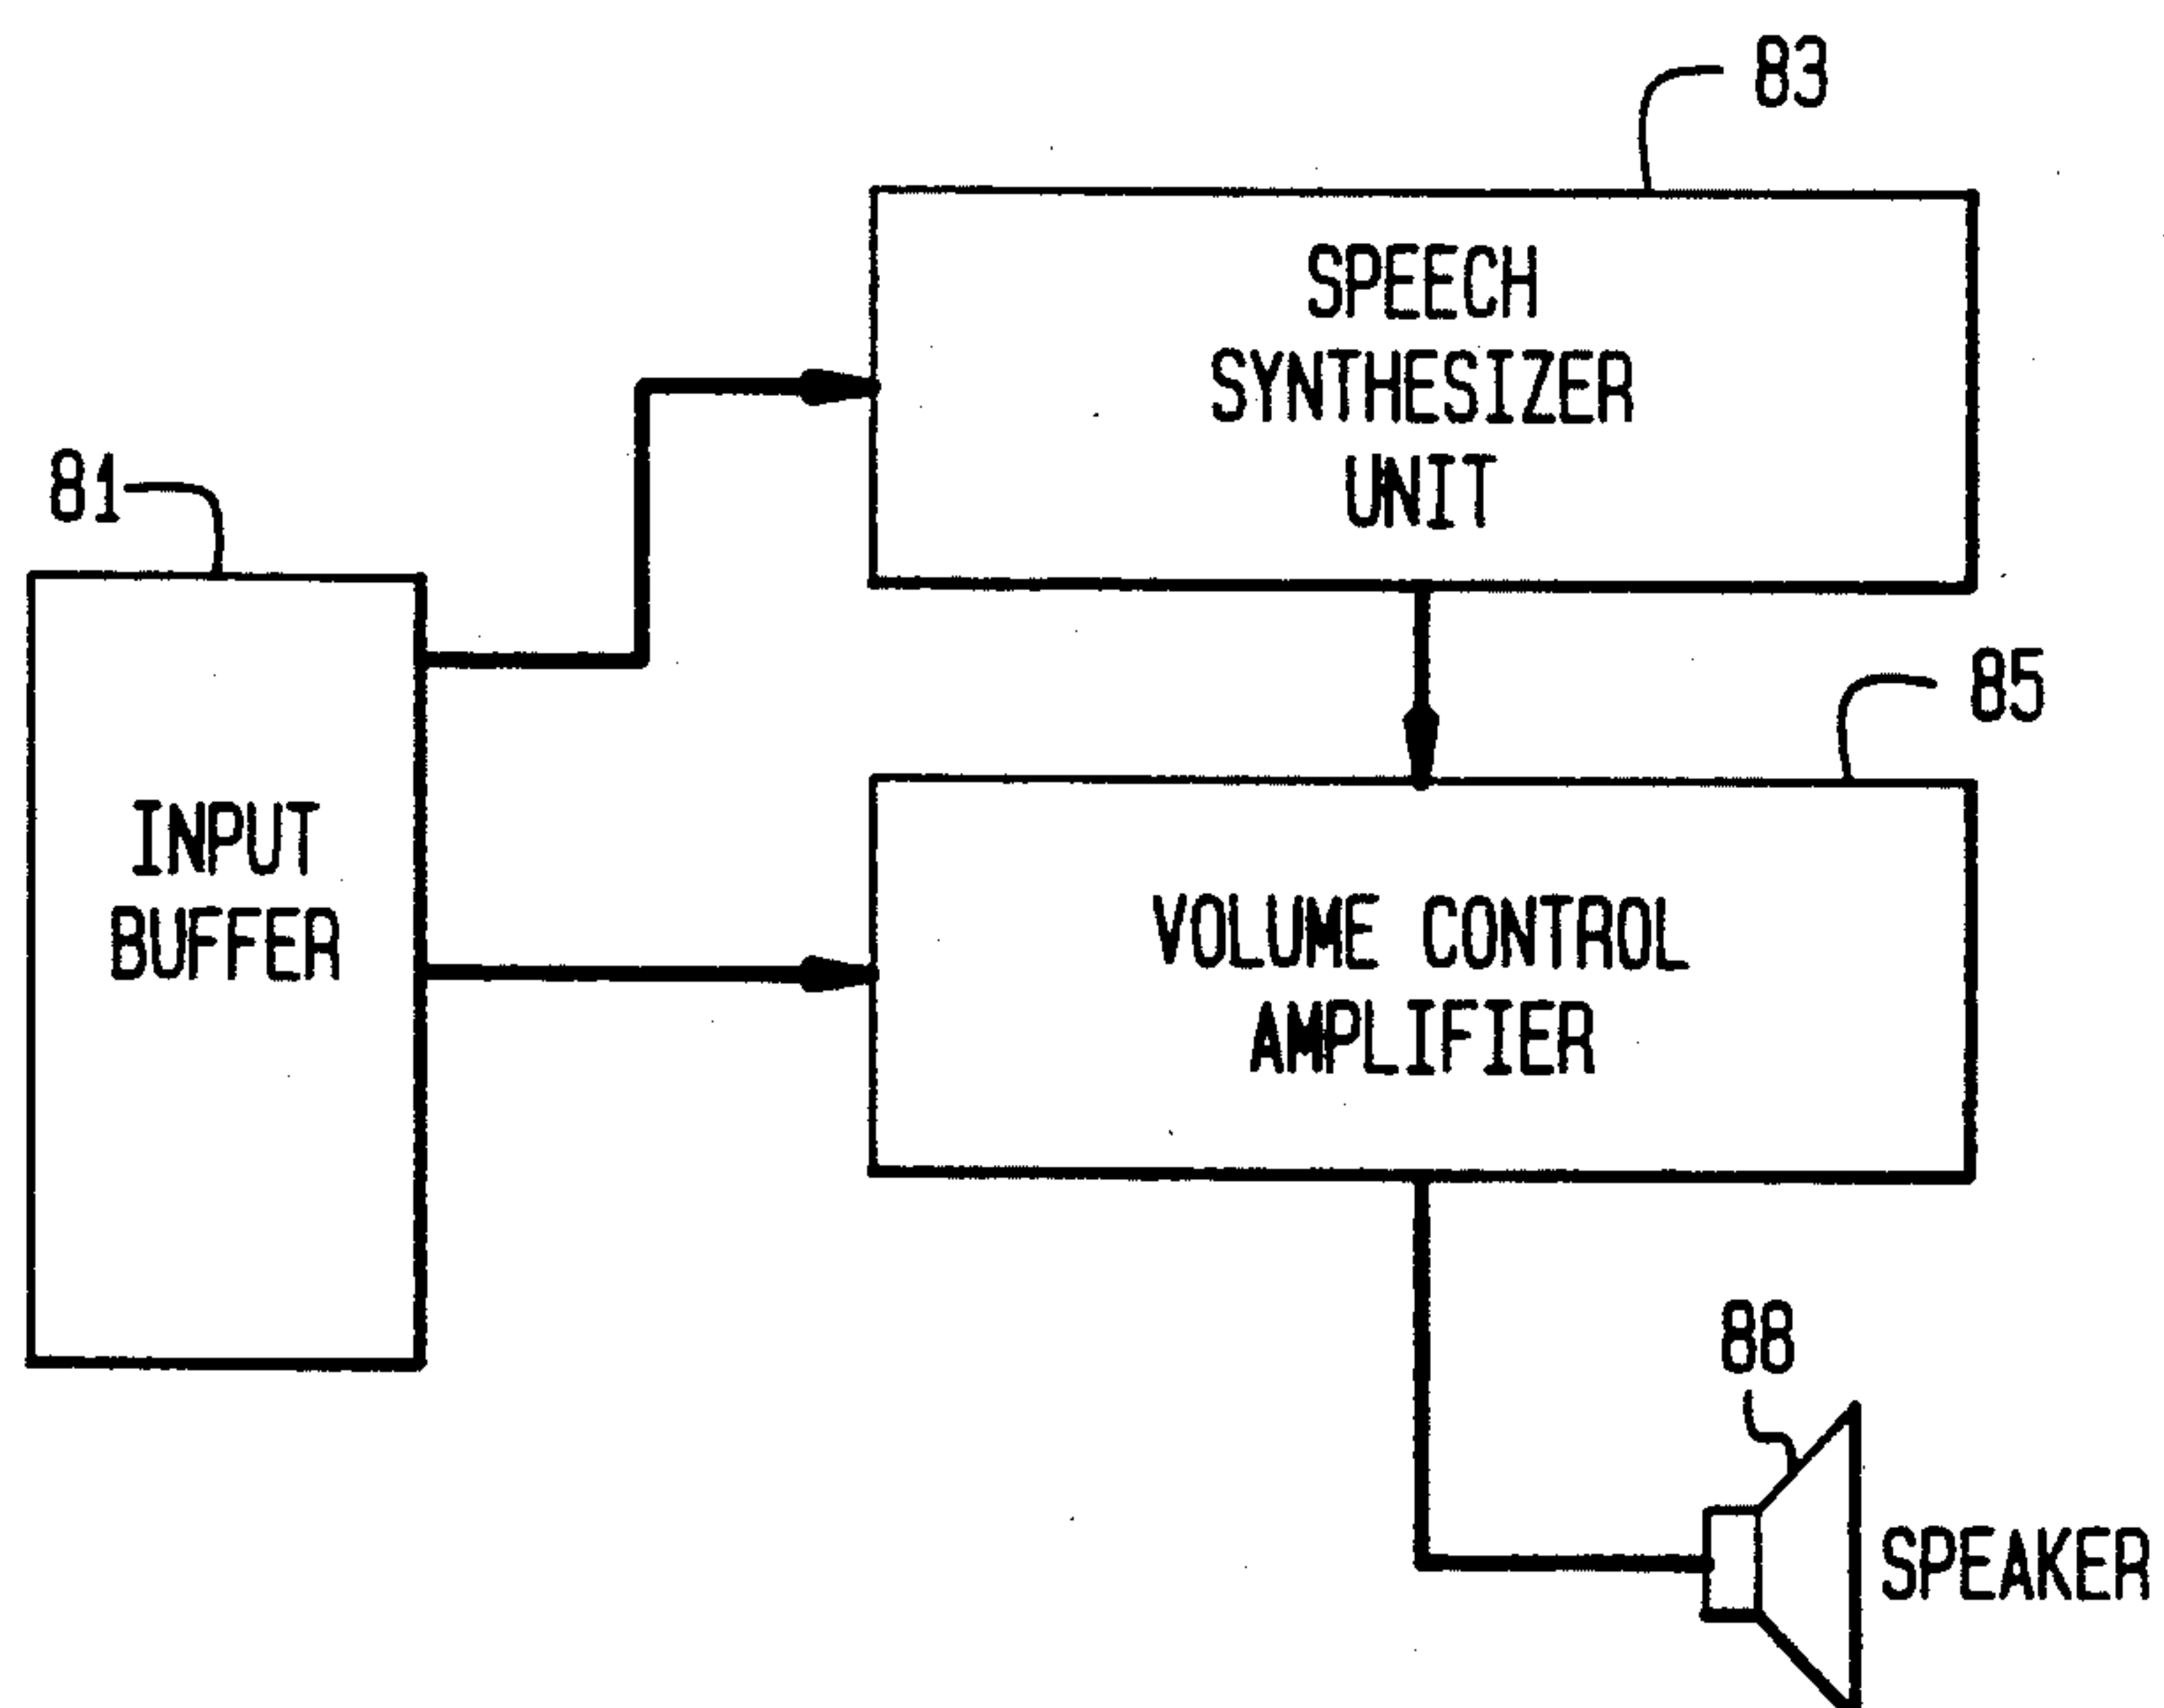 83
SPEECH
SYNTHESIZER
UNIT
81
85
INPUT
BUFFER
VOLUME CONTROL
AMPLIFIER
88
SPEAKER